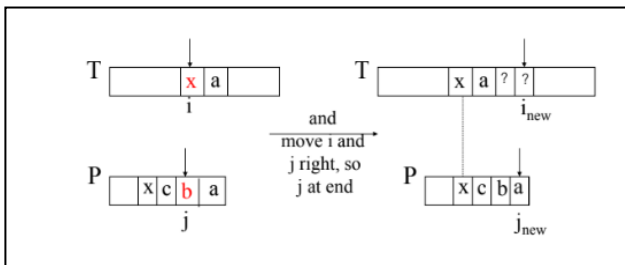 T x a
i
and
move i and
j right, so
j at end
P x c b a
j
T x a ? ?
i new
P x c b a
j new